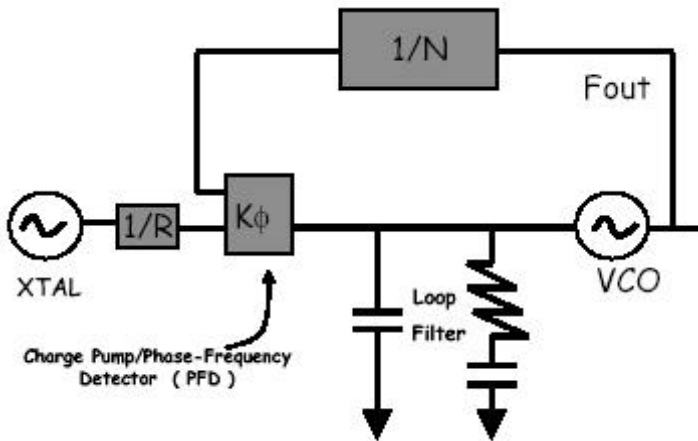 1/N
Fout
1/R
Kϕ
XTAL
VCO
Loop
Filter
Charge Pump/Phase-Frequency
Detector ( PFD )